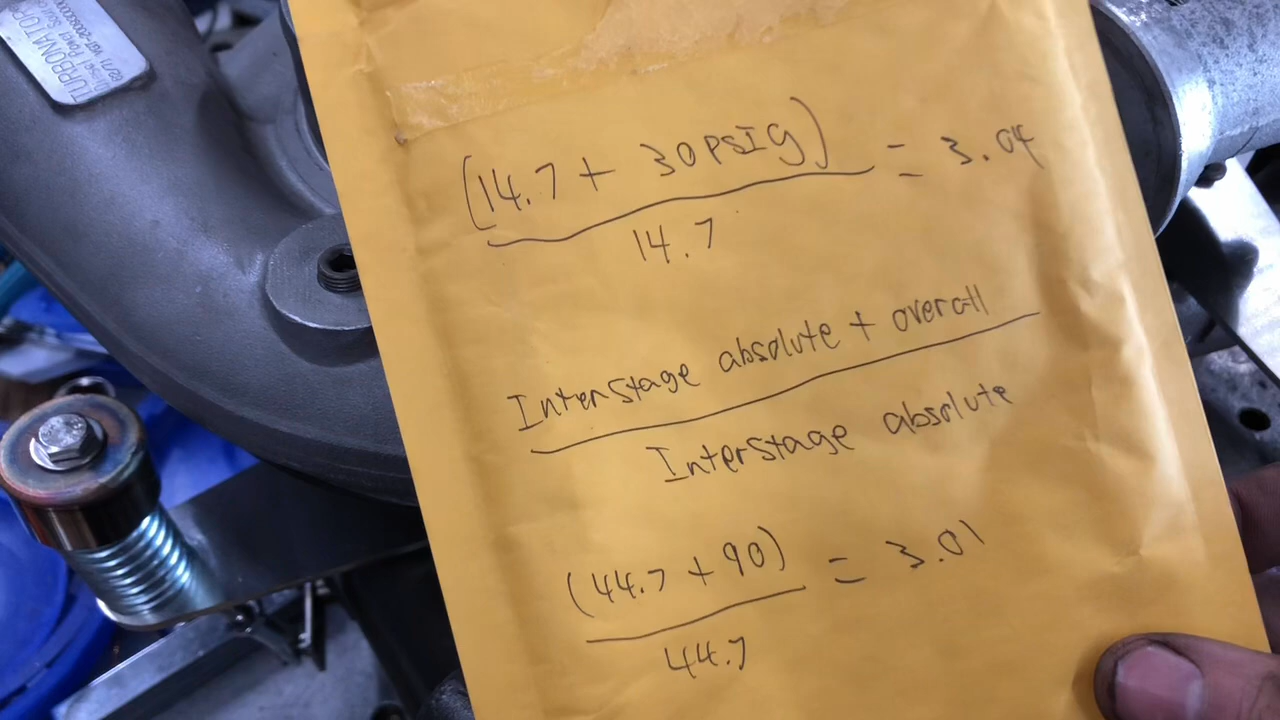 TURBONATOR
(14.7 + 30PSIg) = 3.04
14.7
Interstage absolute + overall
Interstage absolute
(44.7 + 90) = 3.01
44.7